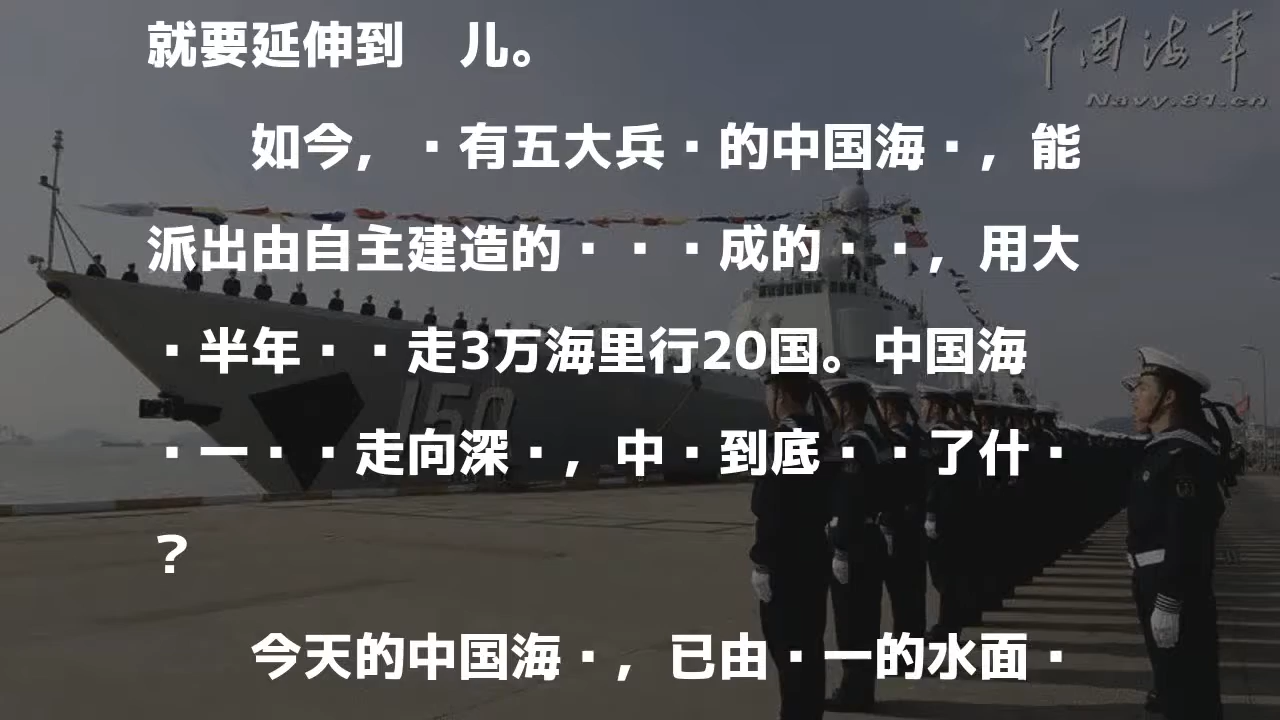 就要延伸到 儿。
中国海军
Navy.81.cn
如今，·有五大兵·的中国海·，能
派出由自主建造的···成的··，用大
·半年··走3万海里行20国。中国海
·一··走向深·，中·到底··了什·
？
150
今天的中国海·，已由·一的水面·